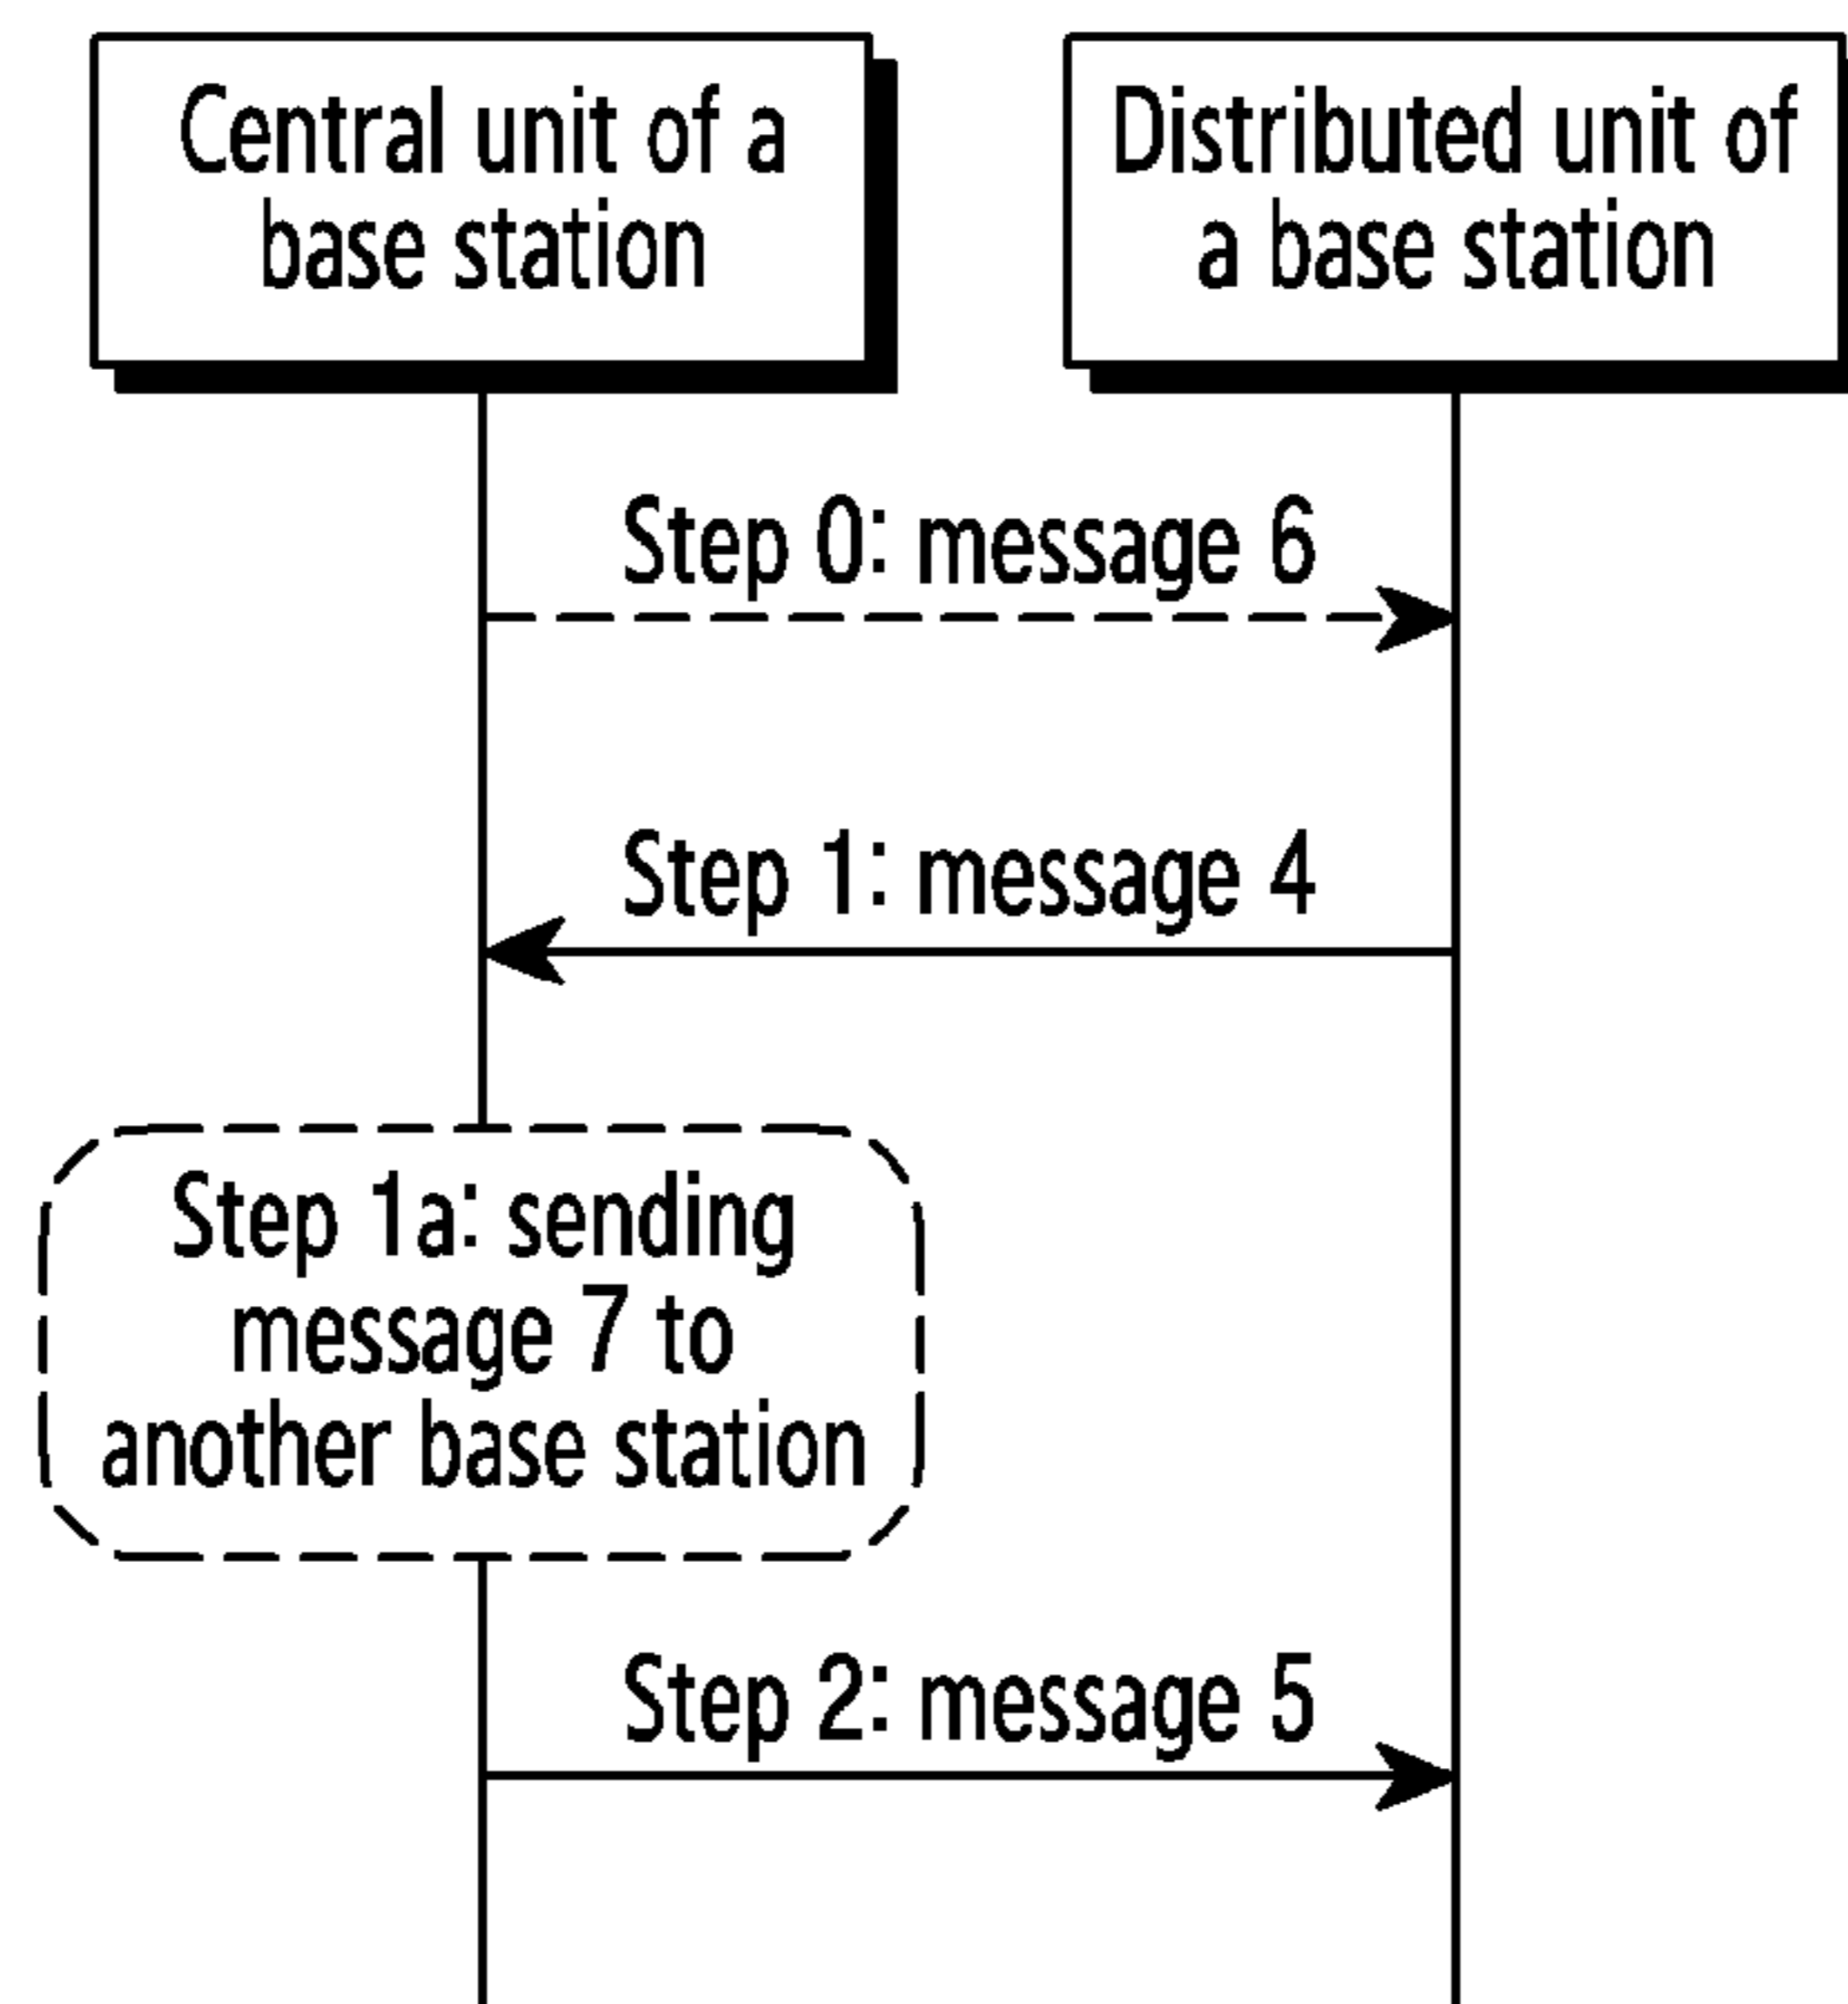 Central unit of a
base station
Distributed unit of
a base station
Step 0: message 6
Step 1: message 4
Step 1a: sending
message 7 to
another base station
Step 2: message 5